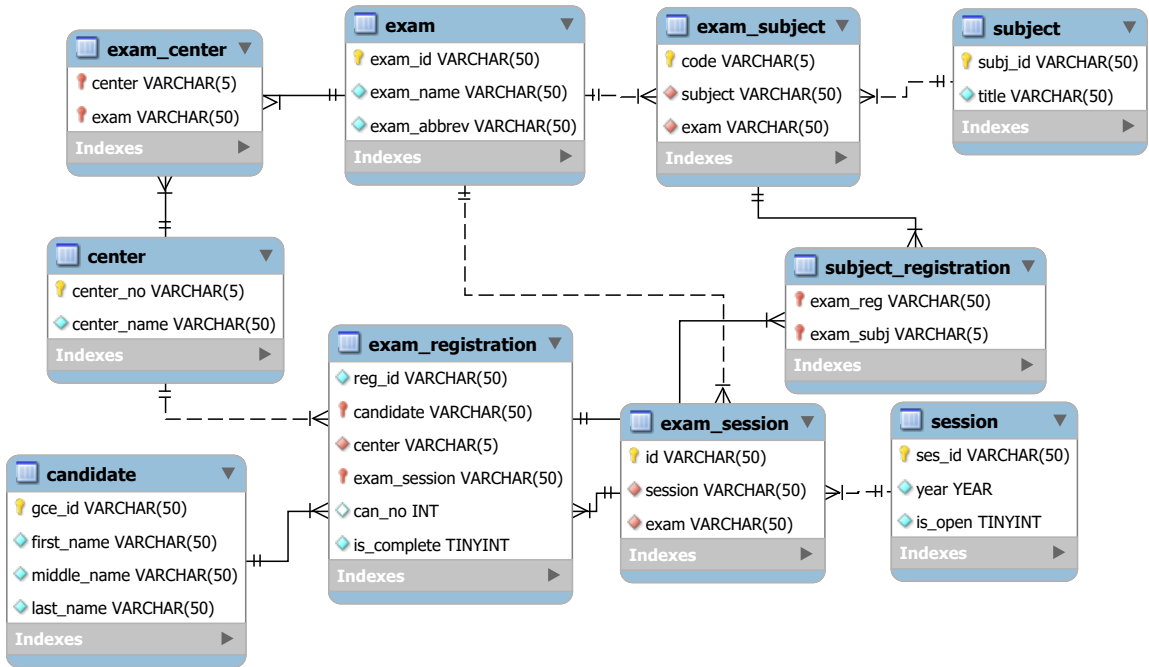 exam_center
center VARCHAR(5)
exam VARCHAR(50)
Indexes
exam
exam_id VARCHAR(50)
exam_name VARCHAR(50)
exam_abbrev VARCHAR(50)
Indexes
exam_subject
code VARCHAR(5)
subject VARCHAR(50)
exam VARCHAR(50)
Indexes
subject
subj_id VARCHAR(50)
title VARCHAR(50)
Indexes
center
center_no VARCHAR(5)
center_name VARCHAR(50)
Indexes
subject_registration
exam_reg VARCHAR(50)
exam_subj VARCHAR(5)
Indexes
exam_registration
reg_id VARCHAR(50)
candidate VARCHAR(50)
center VARCHAR(5)
exam_session VARCHAR(50)
can_no INT
is_complete TINYINT
Indexes
exam_session
id VARCHAR(50)
session VARCHAR(50)
exam VARCHAR(50)
Indexes
session
ses_id VARCHAR(50)
year YEAR
is_open TINYINT
Indexes
candidate
gce_id VARCHAR(50)
first_name VARCHAR(50)
middle_name VARCHAR(50)
last_name VARCHAR(50)
Indexes